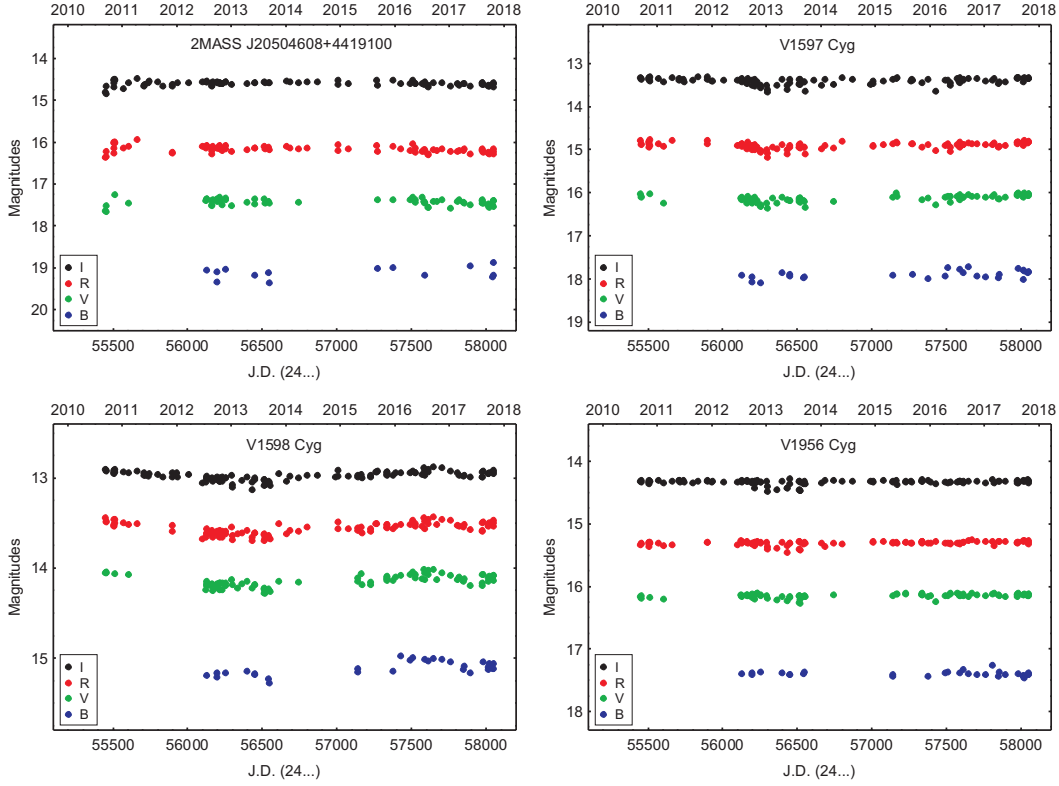 2010 2011 2012 2013 2014 2015 2016 2017 2018
2MASS J20504608+4419100
14
15
16
17
18
19
20
Magnitudes
I
R
V
B
55500 56000 56500 57000 57500 58000
J.D. (24...)
2010 2011 2012 2013 2014 2015 2016 2017 2018
V1597 Cyg
13
14
15
16
17
18
19
Magnitudes
I
R
V
B
55500 56000 56500 57000 57500 58000
J.D. (24...)
2010 2011 2012 2013 2014 2015 2016 2017 2018
V1598 Cyg
13
14
15
Magnitudes
I
R
V
B
55500 56000 56500 57000 57500 58000
J.D. (24...)
2010 2011 2012 2013 2014 2015 2016 2017 2018
V1956 Cyg
14
15
16
17
18
Magnitudes
I
R
V
B
55500 56000 56500 57000 57500 58000
J.D. (24...)